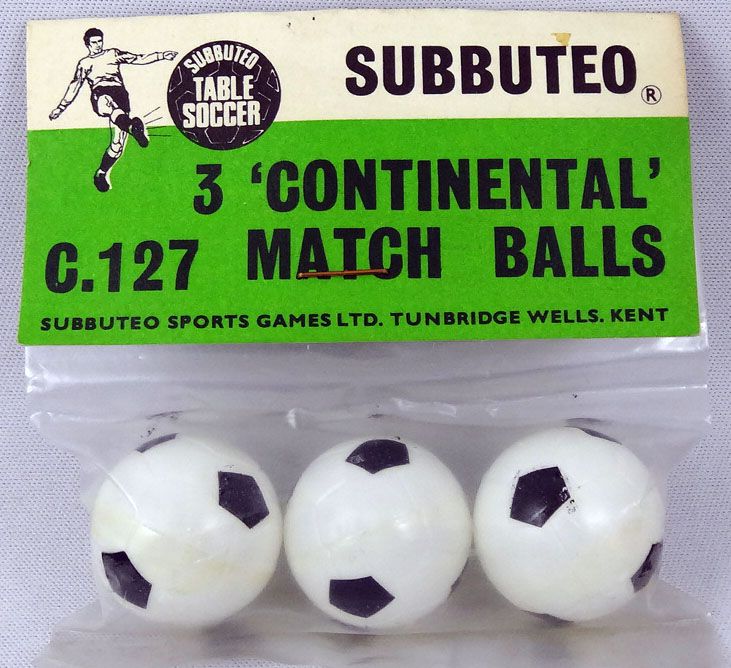 SUBBUTEO
TABLE
SOCCER
SUBBUTEO ®
3 ‘CONTINENTAL’
C.127 MATCH BALLS
SUBBUTEO SPORTS GAMES LTD. TUNBRIDGE WELLS. KENT